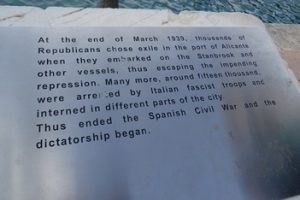 At the end of March 1939, thousands of
Republicans chose exile in the port of Alicante
when they embarked on the Stanbrook and
other vessels, thus escaping the impending
repression. Many more, around fifteen thousand,
were arrested by Italian fascist troops and
interned in different parts of the city.
Thus ended the Spanish Civil War and the
dictatorship began.